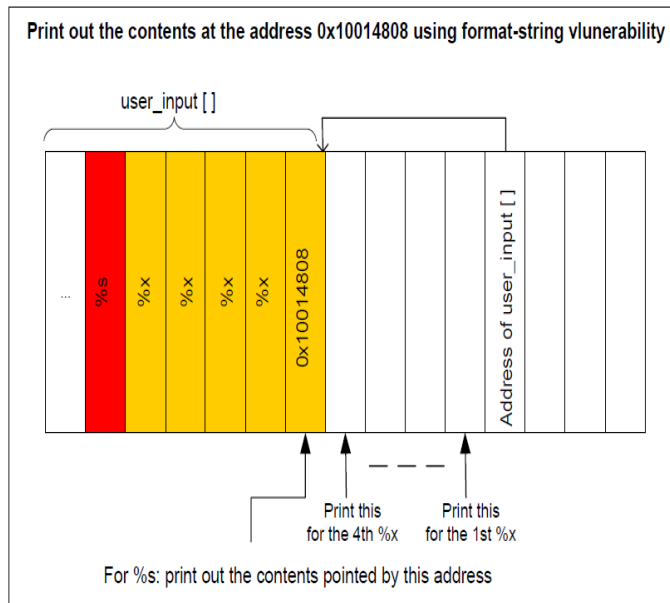 Print out the contents at the address 0x10014808 using format-string vlunerability
user_input [ ]
...
%s
%x
%x
%x
%x
0x10014808
Address of user_input [ ]
Print this
for the 4th %x
Print this
for the 1st %x
For %s: print out the contents pointed by this address